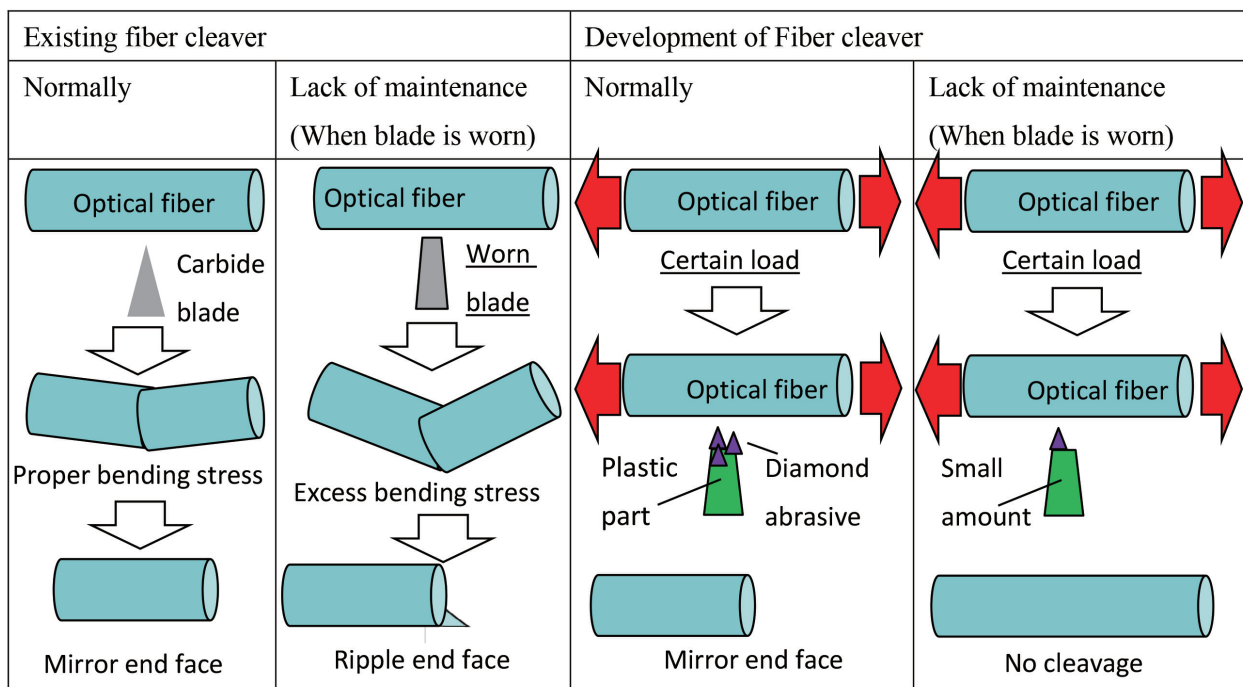 Existing fiber cleaver
Development of Fiber cleaver
Normally
Lack of maintenance
(When blade is worn)
Normally
Lack of maintenance
(When blade is worn)
Optical fiber
Carbide
blade
Proper bending stress
Mirror end face
Optical fiber
Worn
blade
Excess bending stress
Ripple end face
Optical fiber
Certain load
Optical fiber
Plastic
part
Diamond
abrasive
Mirror end face
Optical fiber
Certain load
Optical fiber
Small
amount
No cleavage